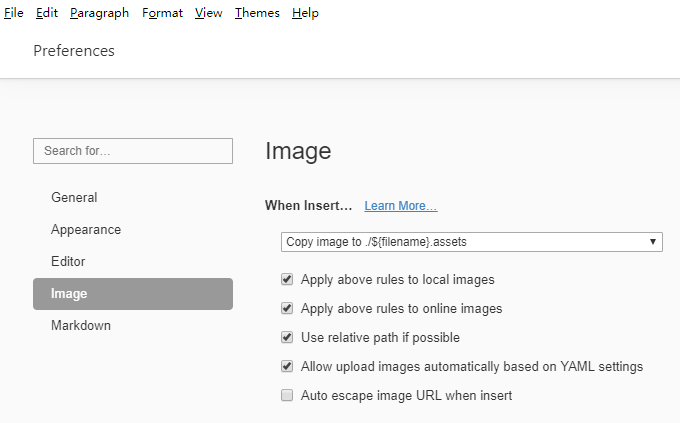 File Edit Paragraph Format View Themes Help
Preferences
Search for...
General
Appearance
Editor
Image
Markdown
Image
When Insert... Learn More...
Copy image to ./${filename}.assets
Apply above rules to local images
Apply above rules to online images
Use relative path if possible
Allow upload images automatically based on YAML settings
Auto escape image URL when insert